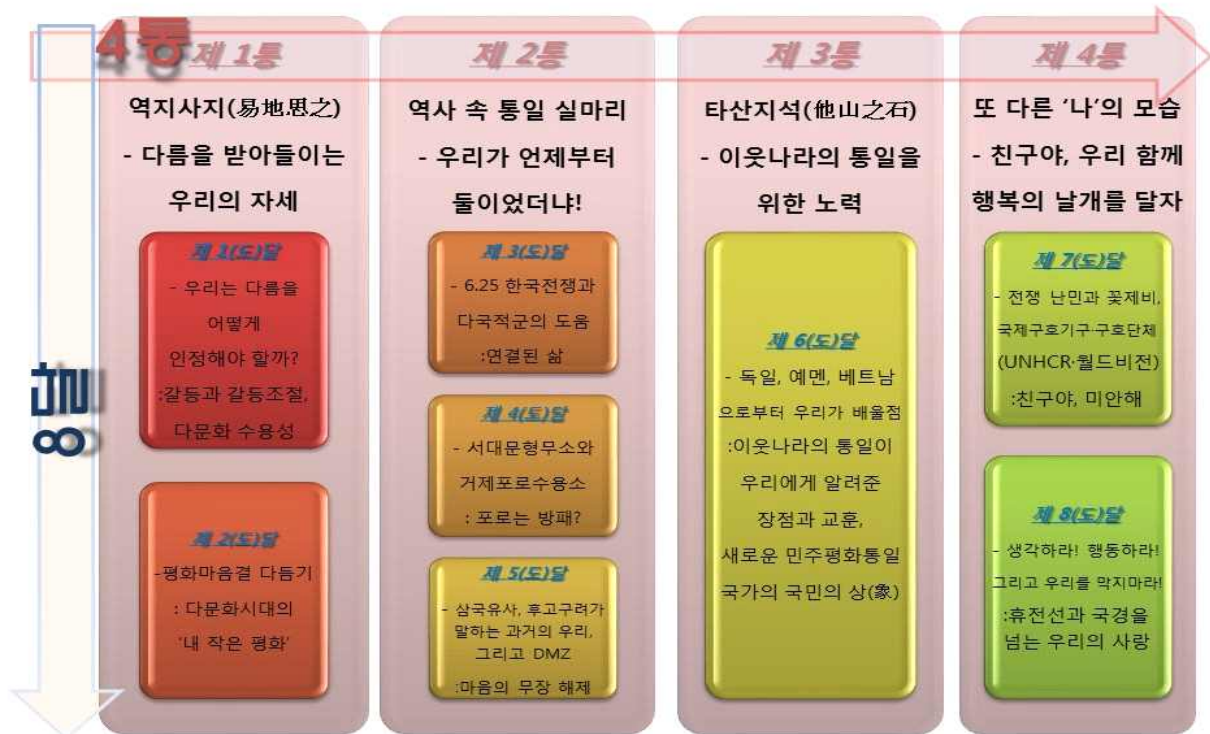 4통
8달
제 1통
역지사지(易地思之)
- 다름을 받아들이는
우리의 자세
제 1(도)달
- 우리는 다름을
어떻게
인정해야 할까?
:갈등과 갈등조절,
다문화 수용성
제 2(도)달
-평화마음결 다듬기
: 다문화시대의
'내 작은 평화'
제 2통
역사 속 통일 실마리
- 우리가 언제부터
둘이었더냐!
제 3(도)달
- 6.25 한국전쟁과
다국적군의 도움
:연결된 삶
제 4(도)달
- 서대문형무소와
거제포로수용소
: 포로는 방패?
제 5(도)달
- 삼국유사, 후고구려가
말하는 과거의 우리,
그리고 DMZ
:마음의 무장 해제
제 3통
타산지석(他山之石)
- 이웃나라의 통일을
위한 노력
제 6(도)달
- 독일, 예멘, 베트남
으로부터 우리가 배울점
:이웃나라의 통일이
우리에게 알려준
장점과 교훈,
새로운 민주평화통일
국가의 국민의 상(象)
제 4통
또 다른 '나'의 모습
- 친구야, 우리 함께
행복의 날개를 달자
제 7(도)달
- 전쟁 난민과 꽃제비,
국제구호기구·구호단체
(UNHCR·월드비전)
:친구야, 미안해
제 8(도)달
- 생각하라! 행동하라!
그리고 우리를 막지마라!
:휴전선과 국경을
넘는 우리의 사랑